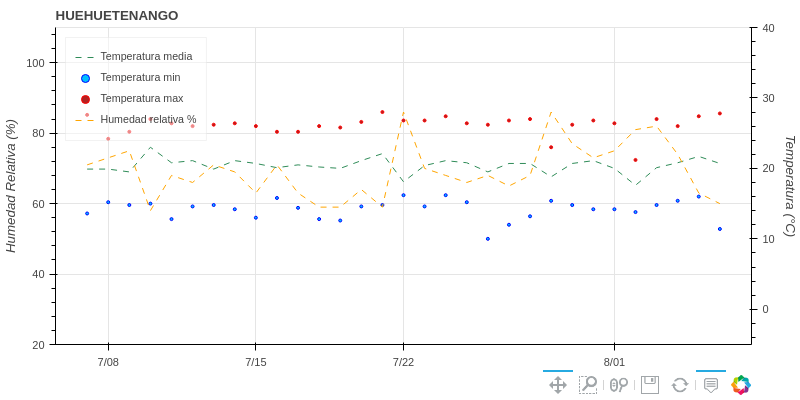 HUEHUETENANGO
Temperatura media
Temperatura min
Temperatura max
Humedad relativa %
Humedad Relativa (%)
100
80
60
40
20
Temperatura (°C)
40
30
20
10
0
7/08
7/15
7/22
8/01